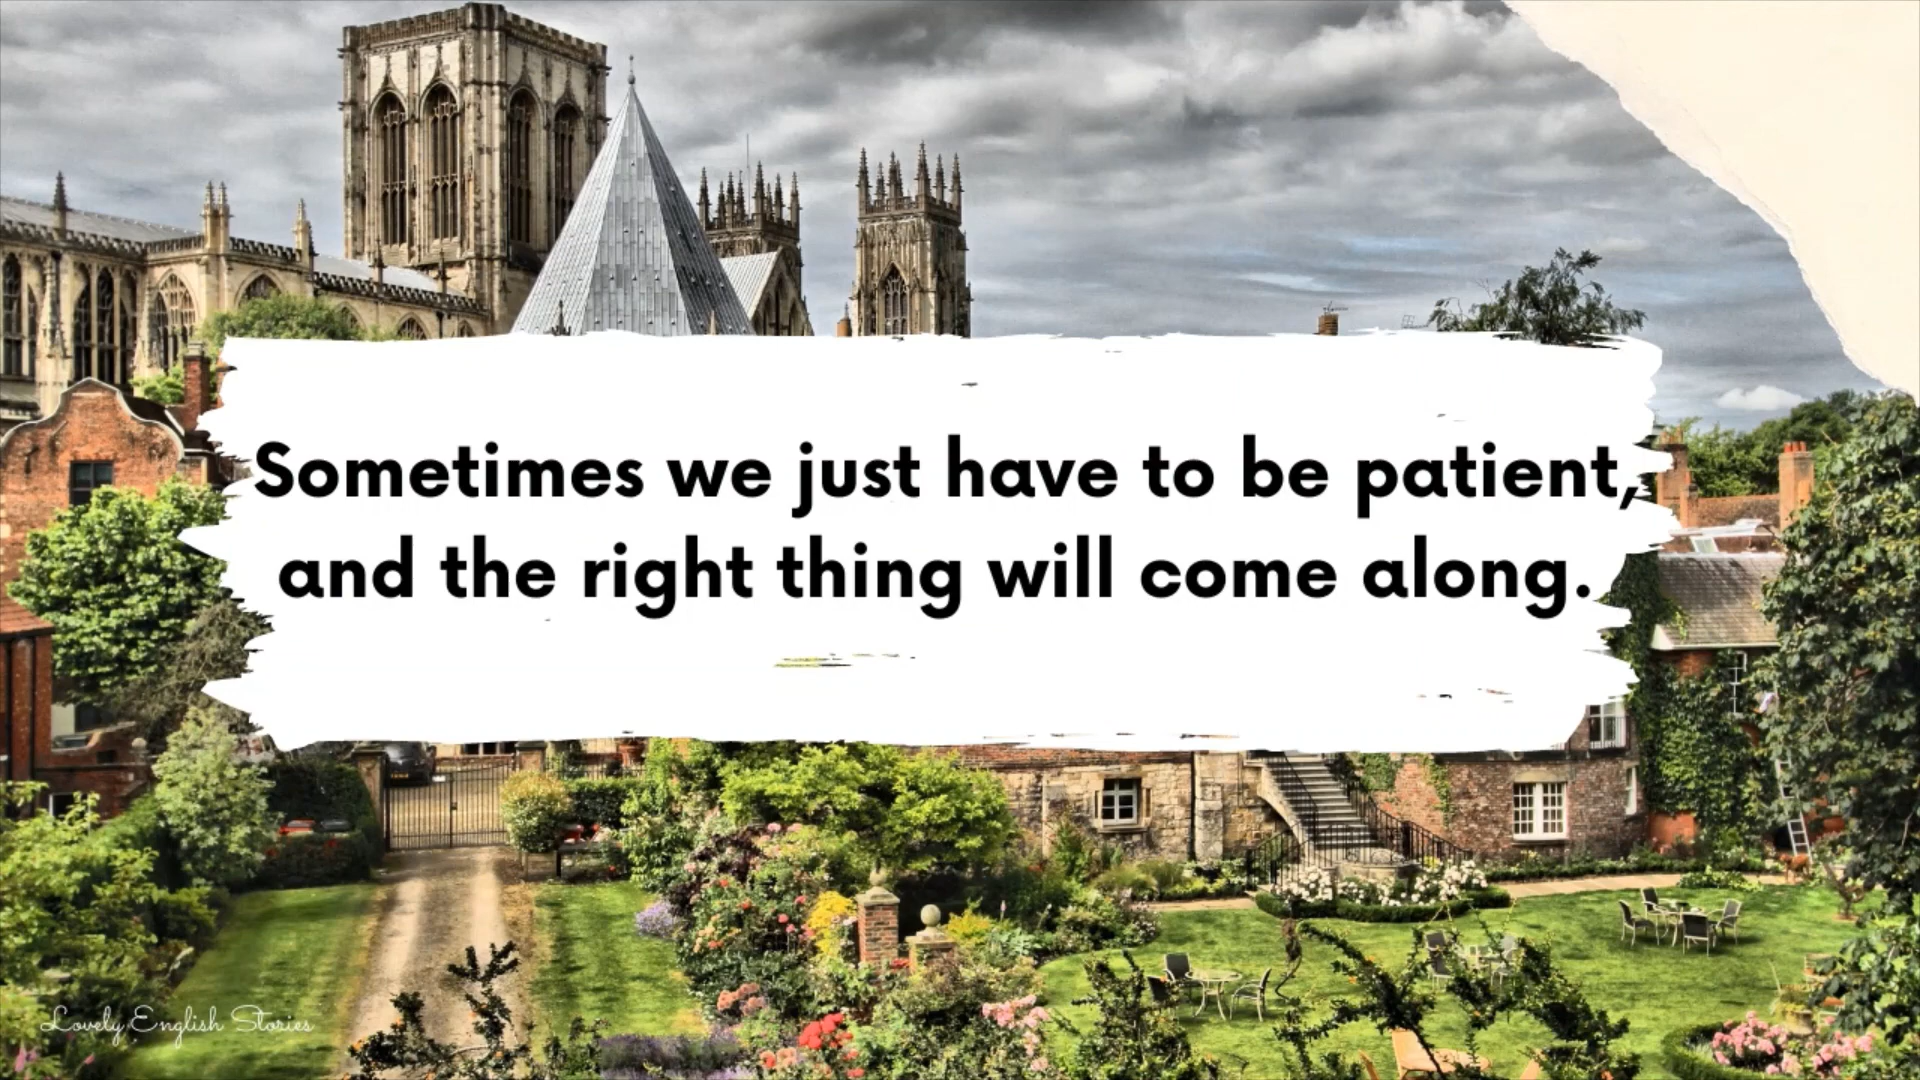 Sometimes we just have to be patient,
and the right thing will come along.
Lovely English Stories